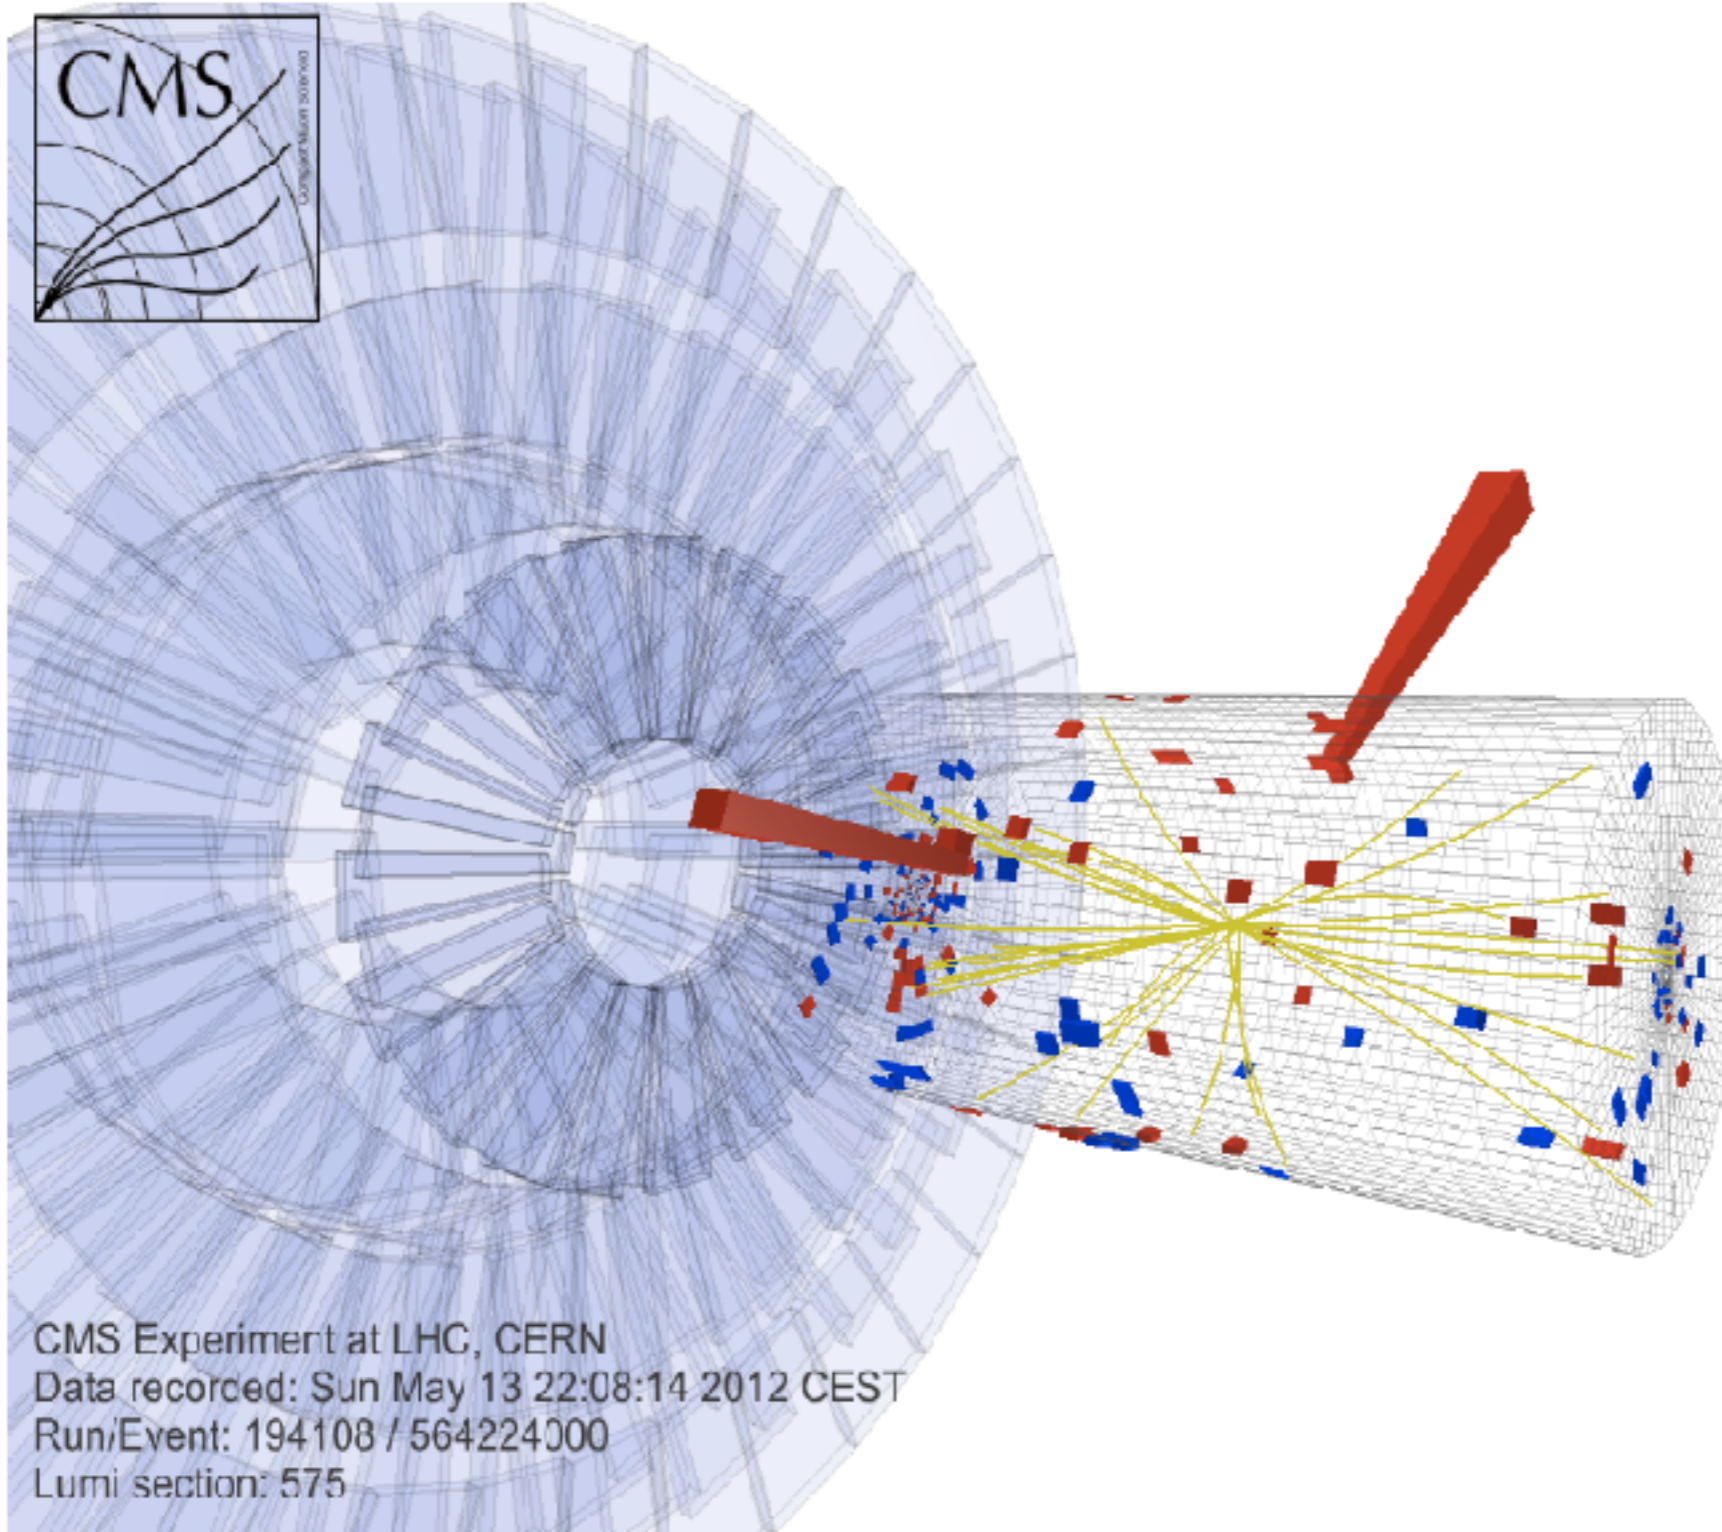 CMS
CMS Experiment at LHC, CERN
Data recorded: Sun May 13 22:08:14 2012 CEST
Run/Event: 194108 / 564224000
Lumi section: 575